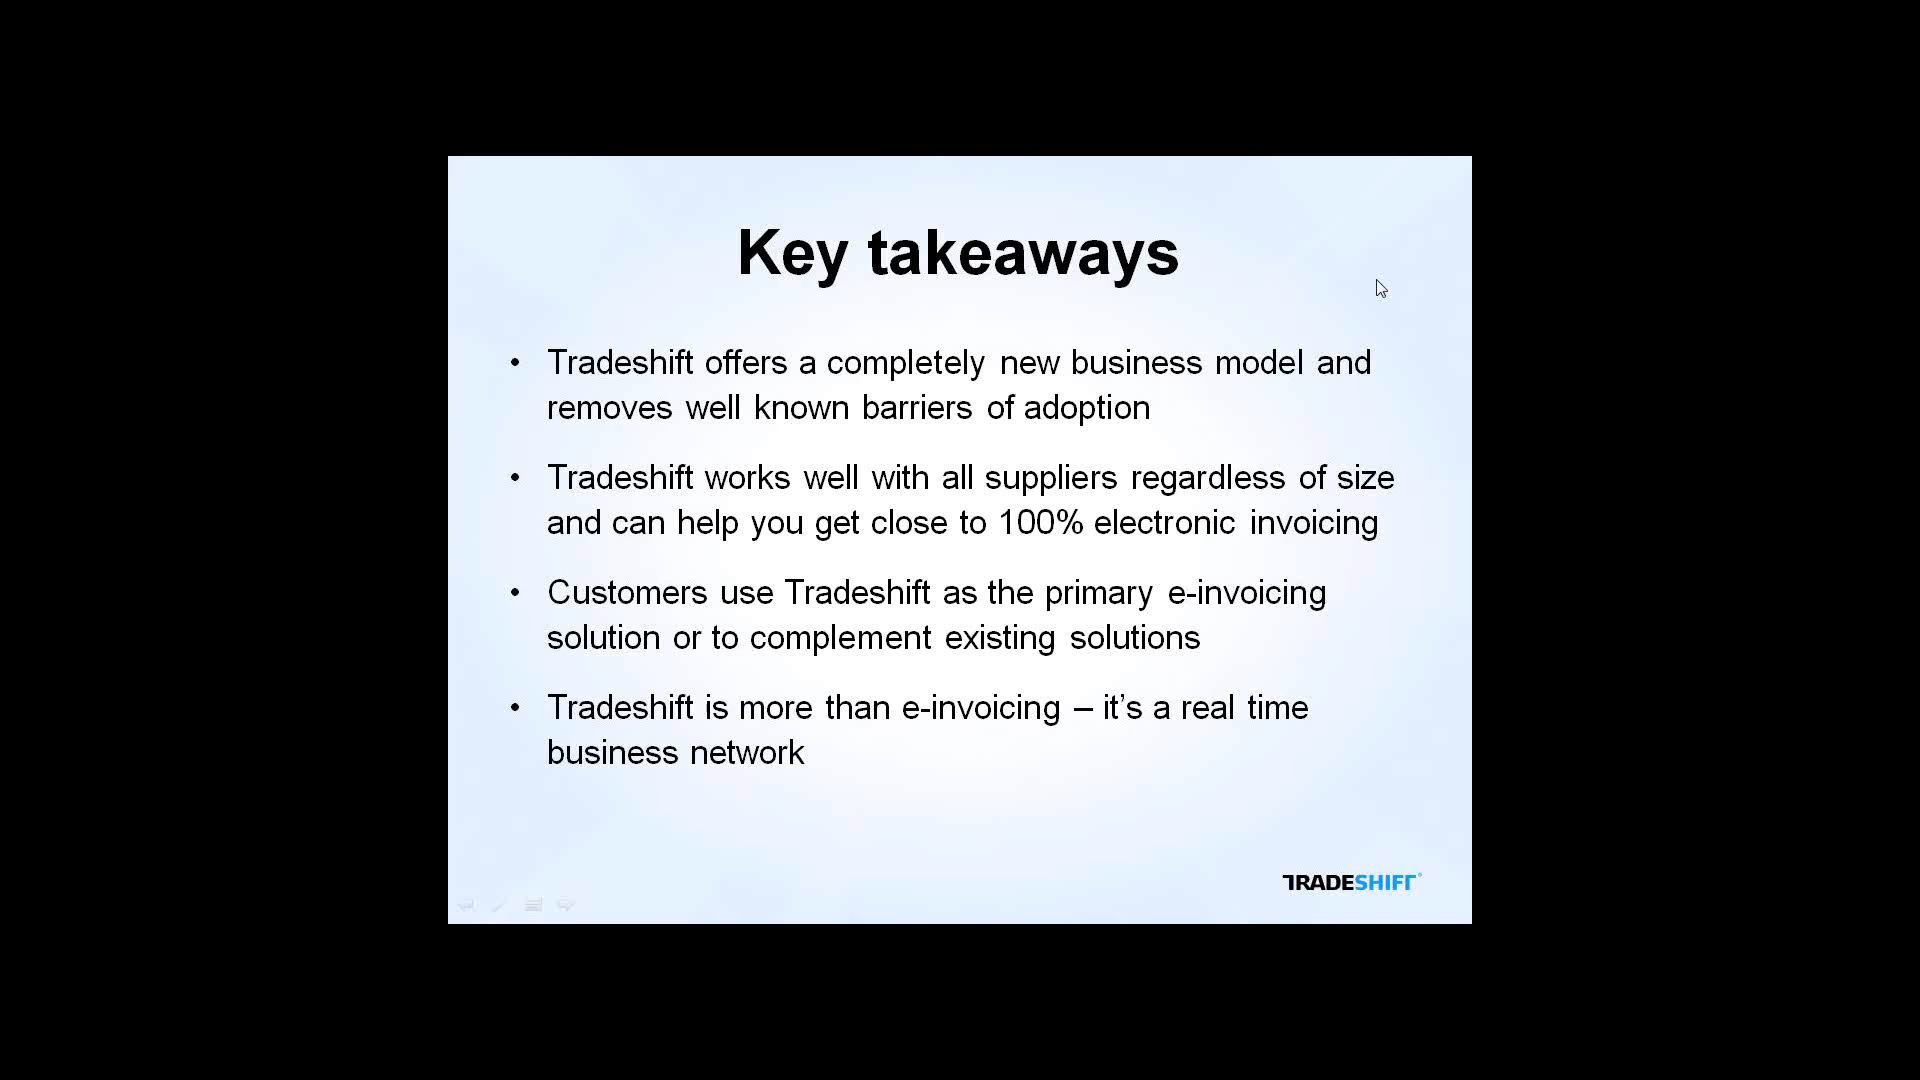 Key takeaways
• Tradeshift offers a completely new business model and
removes well known barriers of adoption
• Tradeshift works well with all suppliers regardless of size
and can help you get close to 100% electronic invoicing
• Customers use Tradeshift as the primary e-invoicing
solution or to complement existing solutions
• Tradeshift is more than e-invoicing – it’s a real time
business network
TRADESHIFT